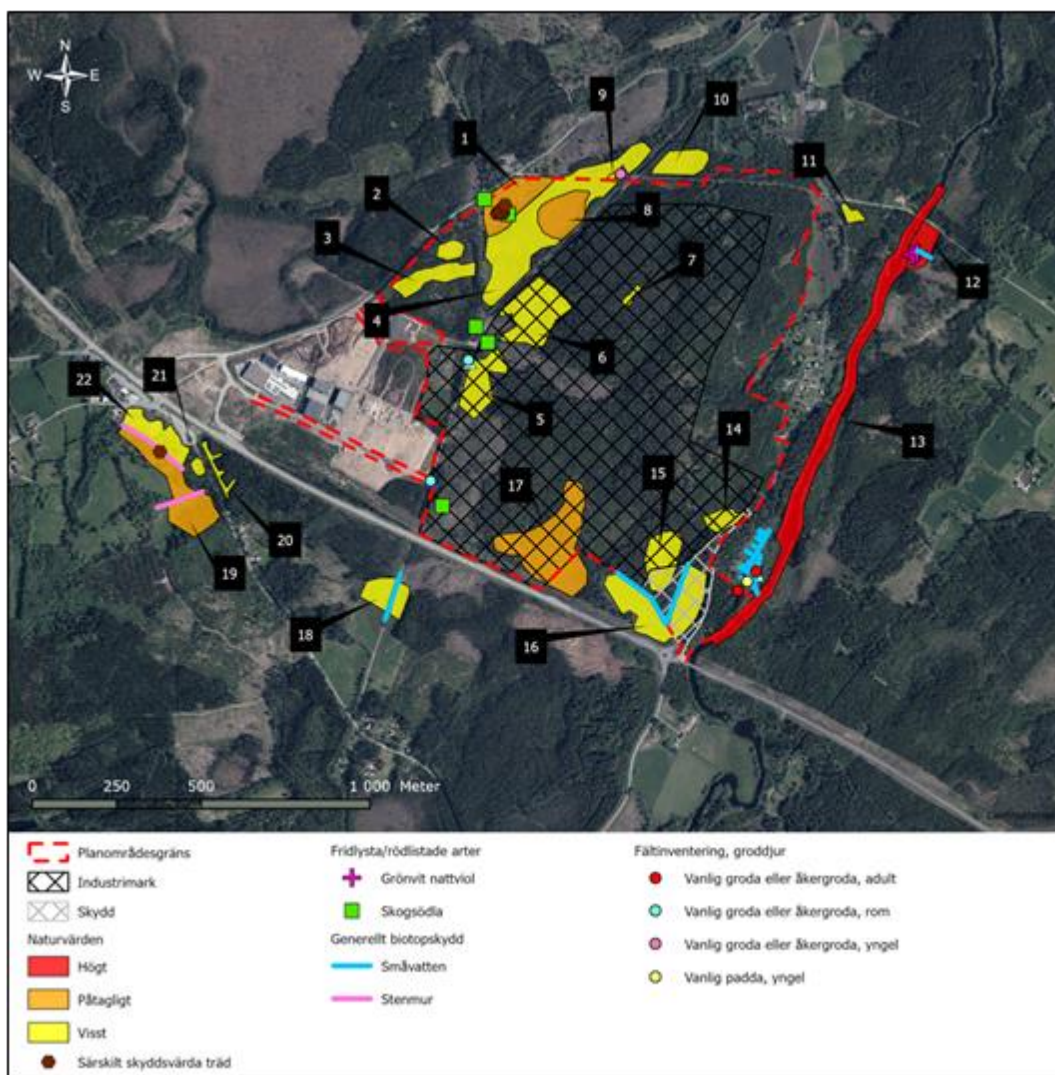 N
W E
S
1
2
3
4
5
6
7
8
9
10
11
12
13
14
15
16
17
18
19
20
21
22
0 250 500 1 000 Meter
Planområdesgräns
Industrimark
Skydd
Naturvärden
Högt
Påtagligt
Visst
Särskilt skyddsvärda träd
Fridlysta/rödlistade arter
Grönvit nattviol
Skogsödla
Generellt biotopskydd
Småvatten
Stenmur
Fältinventering, groddjur
Vanlig groda eller åkergroda, adult
Vanlig groda eller åkergroda, rom
Vanlig groda eller åkergroda, yngel
Vanlig padda, yngel